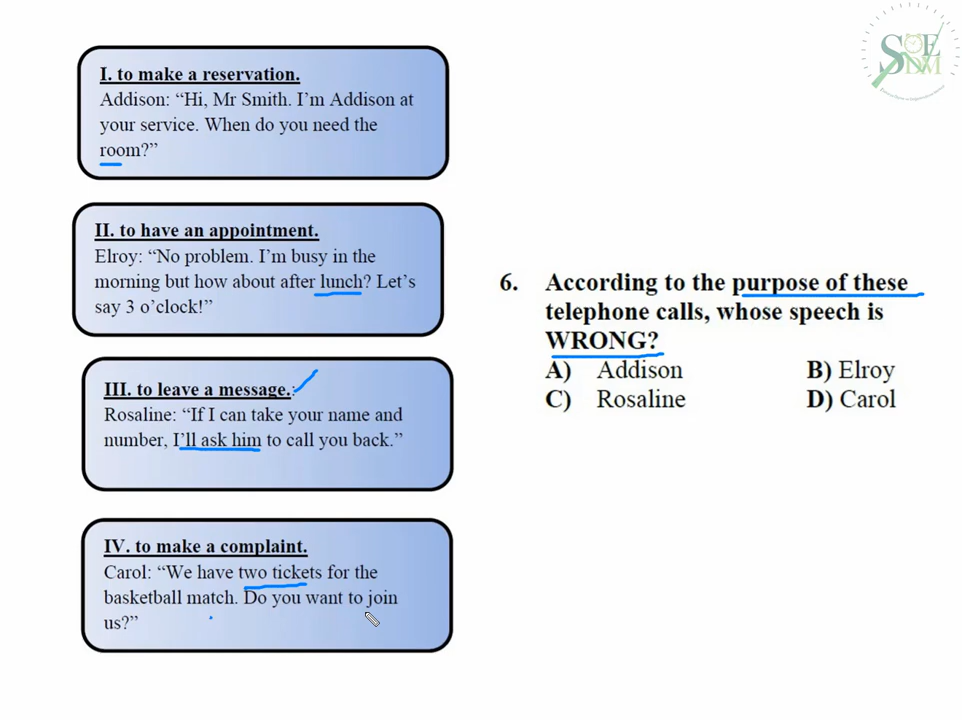 I. to make a reservation.
Addison: “Hi, Mr Smith. I’m Addison at
your service. When do you need the
room?”
II. to have an appointment.
Elroy: “No problem. I’m busy in the
morning but how about after lunch? Let’s
say 3 o’clock!”
III. to leave a message.:
Rosaline: “If I can take your name and
number, I’ll ask him to call you back.”
IV. to make a complaint.
Carol: “We have two tickets for the
basketball match. Do you want to join
us?”
6. According to the purpose of these
telephone calls, whose speech is
WRONG?
A) Addison B) Elroy
C) Rosaline D) Carol